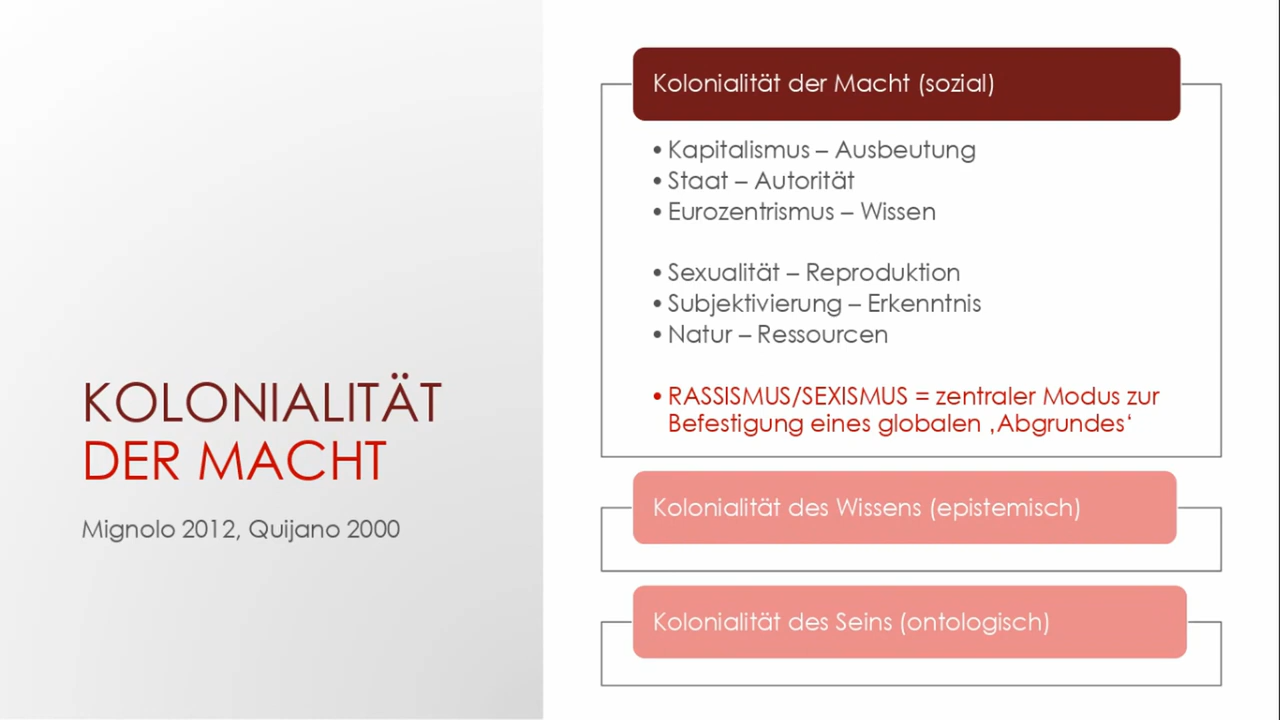 KOLONIALITÄT
DER MACHT
Mignolo 2012, Quijano 2000
Kolonialität der Macht (sozial)
• Kapitalismus – Ausbeutung
• Staat – Autorität
• Eurozentrismus – Wissen
• Sexualität – Reproduktion
• Subjektivierung – Erkenntnis
• Natur – Ressourcen
• RASSISMUS/SEXISMUS = zentraler Modus zur
Befestigung eines globalen ‚Abgrundes‘
Kolonialität des Wissens (epistemisch)
Kolonialität des Seins (ontologisch)